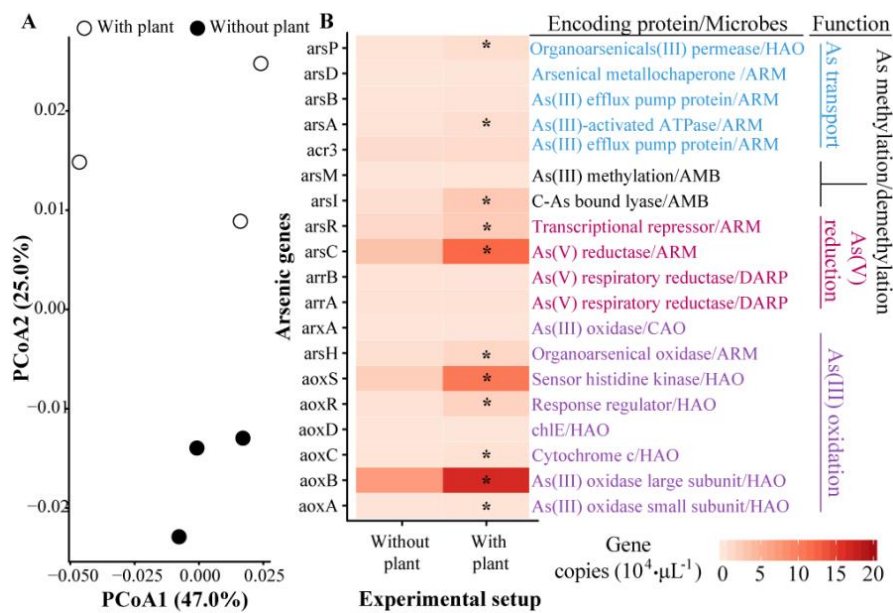 A
With plant
Without plant
PCoA2 (25.0%)
0.02
0.01
0.00
−0.01
−0.02
−0.050
−0.025
0.000
0.025
PCoA1 (47.0%)
B
Encoding protein/Microbes
Function
Arsenic genes
arsP * Organoarsenicals(III) permease/HAO
arsD Arsenical metallochaperone /ARM
arsB As(III) efflux pump protein/ARM
arsA * As(III)-activated ATPase/ARM
acr3 As(III) efflux pump protein/ARM
arsM As(III) methylation/AMB
arsI * C-As bound lyase/AMB
arsR * Transcriptional repressor/ARM
arsC * As(V) reductase/ARM
arrB As(V) respiratory reductase/DARP
arrA As(V) respiratory reductase/DARP
arxA As(III) oxidase/CAO
arsH * Organoarsenical oxidase/ARM
aoxS * Sensor histidine kinase/HAO
aoxR * Response regulator/HAO
aoxD chlE/HAO
aoxC * Cytochrome c/HAO
aoxB * As(III) oxidase large subunit/HAO
aoxA * As(III) oxidase small subunit/HAO
As transport
As methylation/demethylation
As(V)
reduction
As(III) oxidation
Without
plant
With
plant
Experimental setup
Gene
copies (10⁴·μL⁻¹)
0 5 10 15 20